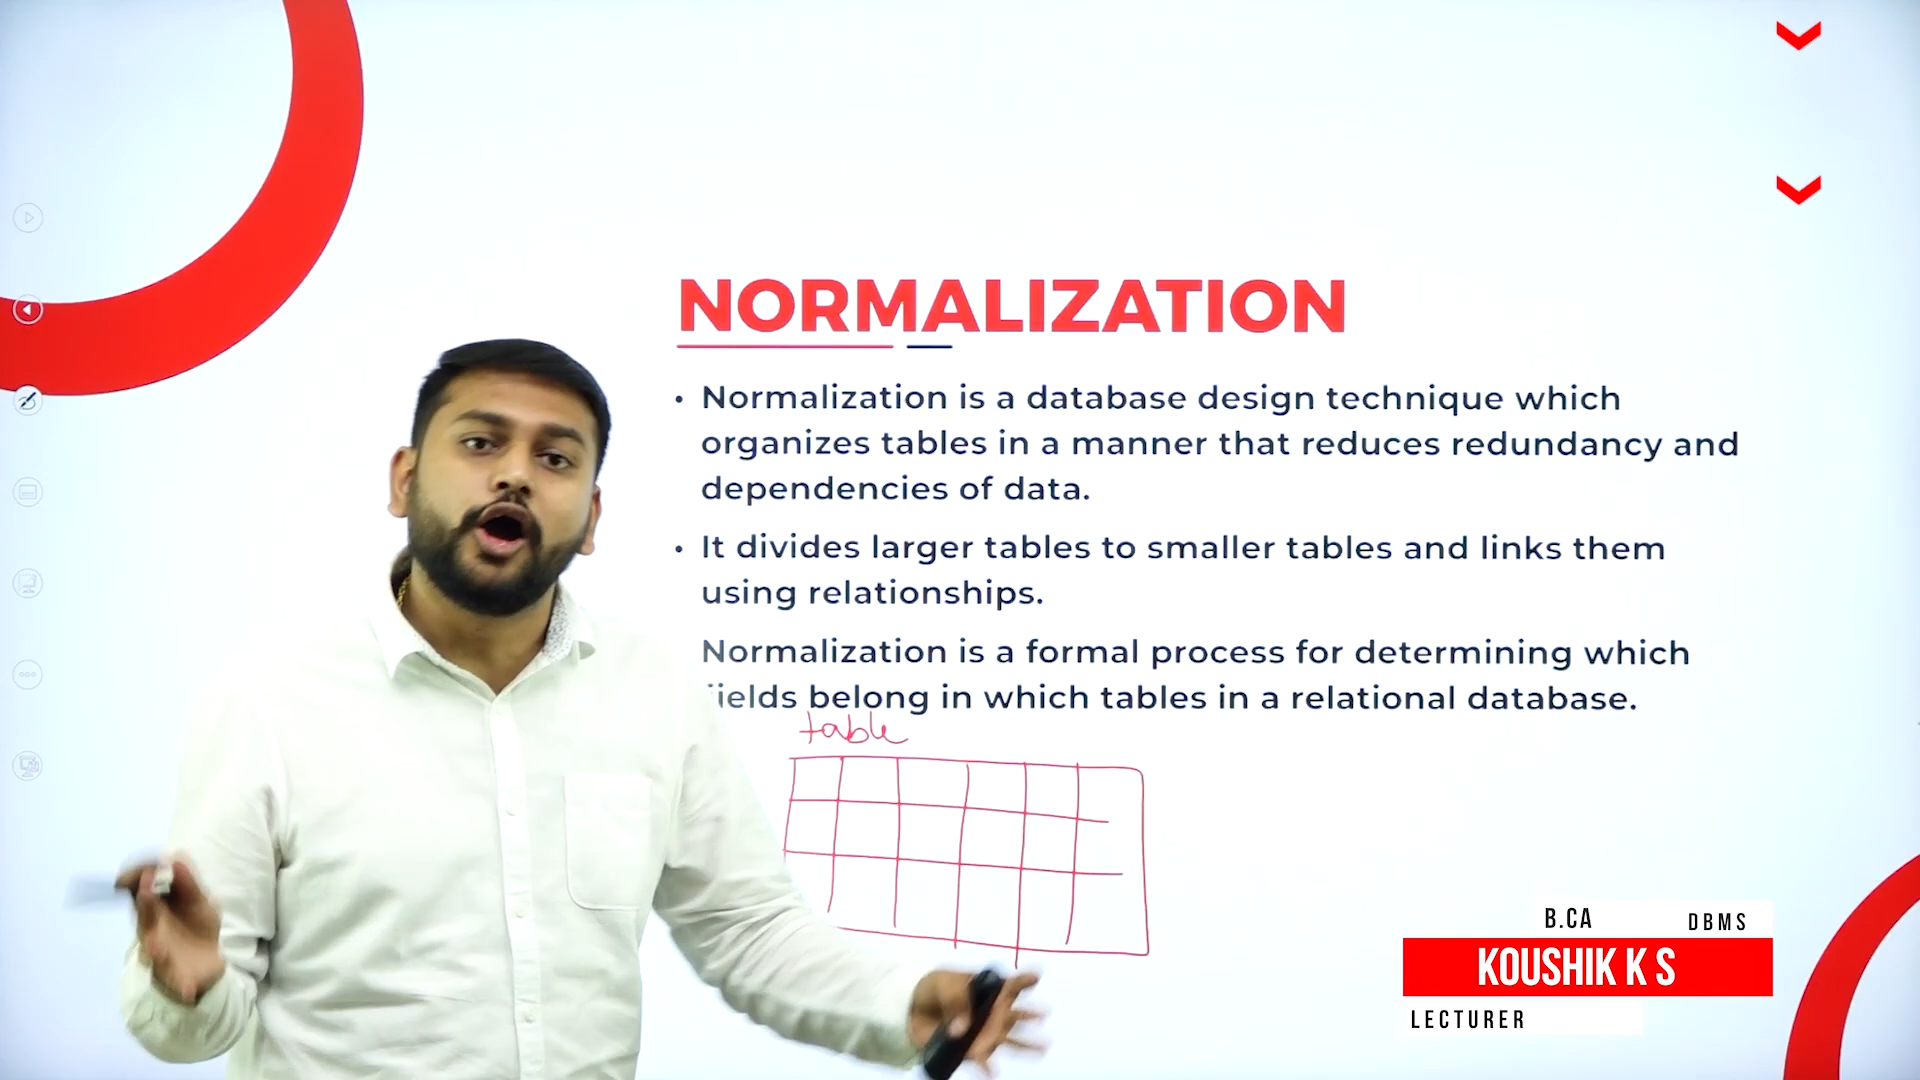 NORMALIZATION
• Normalization is a database design technique which
organizes tables in a manner that reduces redundancy and
dependencies of data.
• It divides larger tables to smaller tables and links them
using relationships.
Normalization is a formal process for determining which
ields belong in which tables in a relational database.
table
B.CA DBMS
KOUSHIK K S
LECTURER